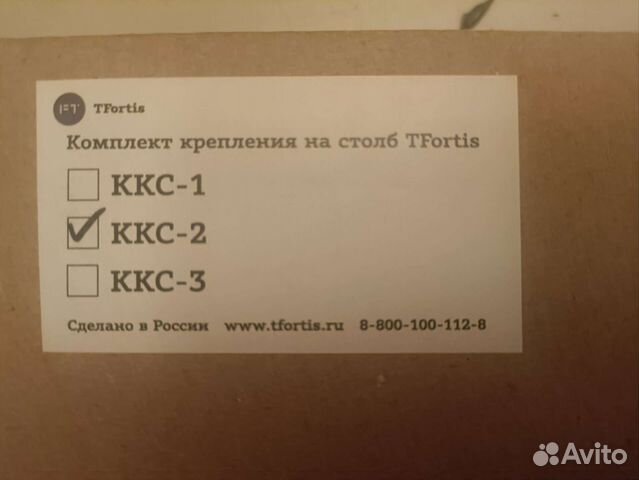 FT TFortis
Комплект крепления на столб TFortis
ККС-1
ККС-2
ККС-3
Сделано в России www.tfortis.ru 8-800-100-112-8
Avito